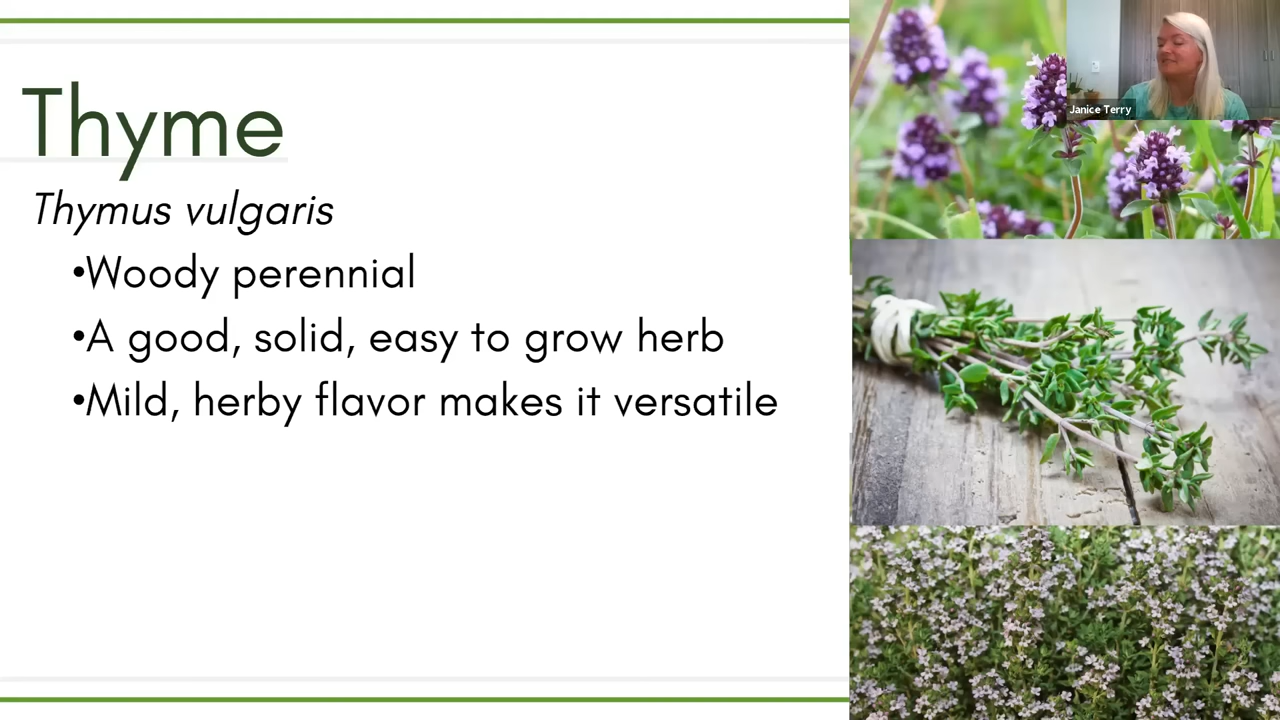 Thyme
Thymus vulgaris
•Woody perennial
•A good, solid, easy to grow herb
•Mild, herby flavor makes it versatile
Janice Terry